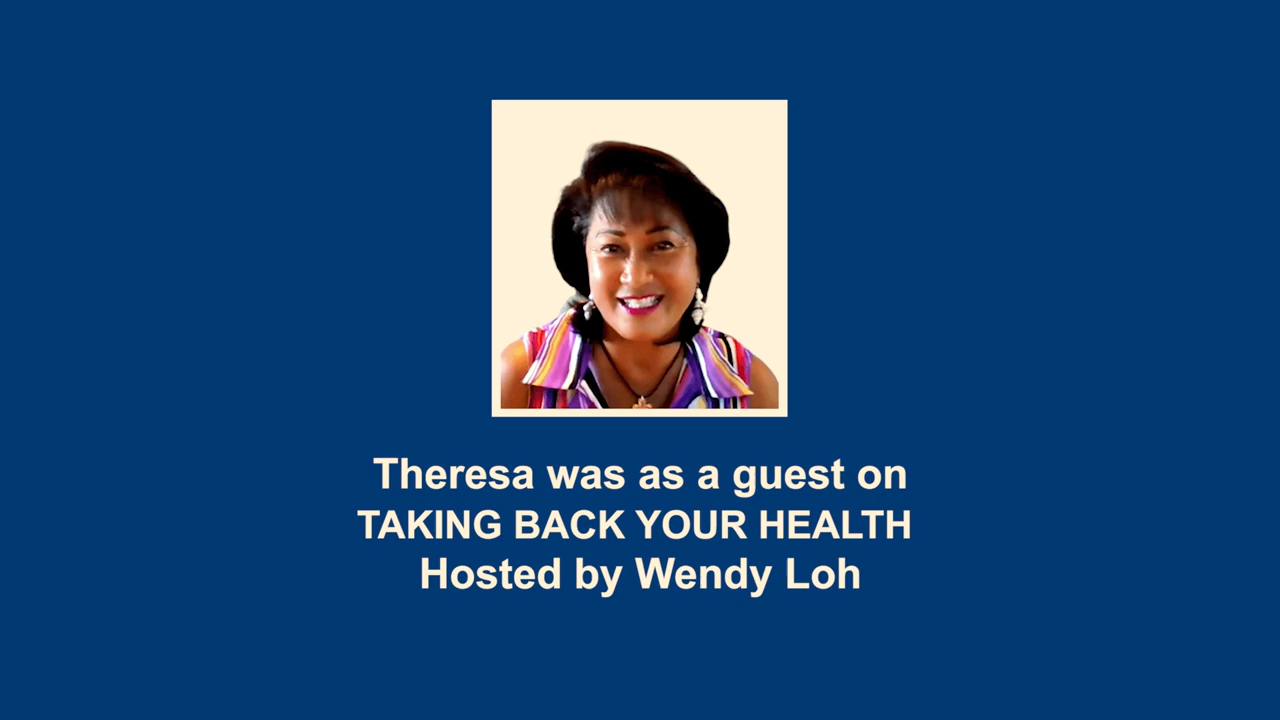 Theresa was as a guest on
TAKING BACK YOUR HEALTH
Hosted by Wendy Loh